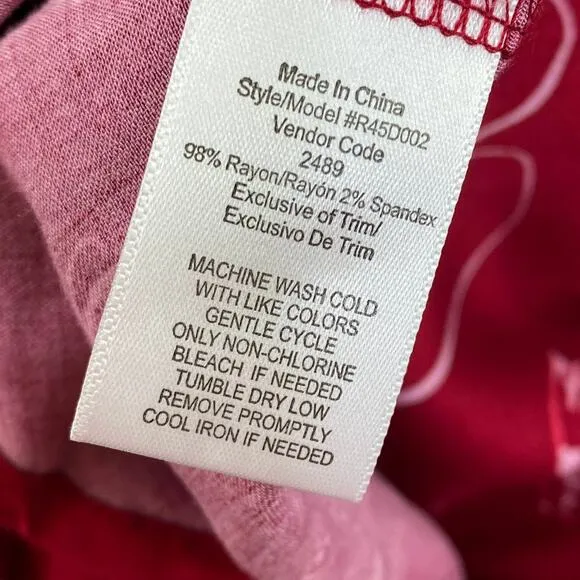 Made In China
Style/Model #R45D002
Vendor Code
2489
98% Rayon/Rayón 2% Spandex
Exclusive of Trim/
Exclusivo De Trim
MACHINE WASH COLD
WITH LIKE COLORS
GENTLE CYCLE
ONLY NON-CHLORINE
BLEACH IF NEEDED
TUMBLE DRY LOW
REMOVE PROMPTLY
COOL IRON IF NEEDED